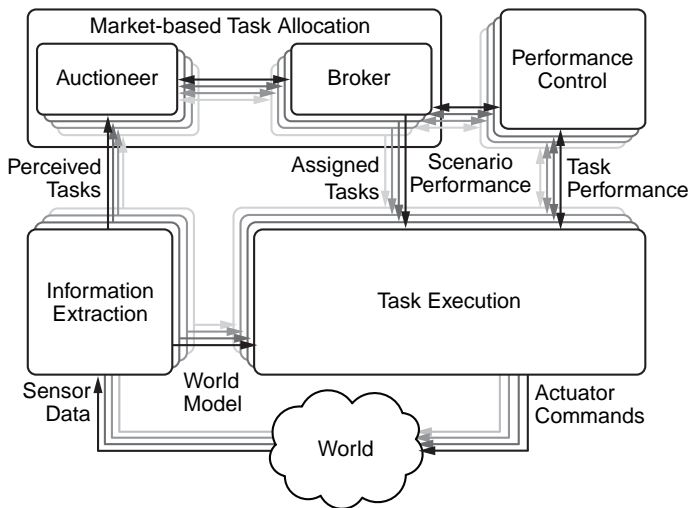 Market-based Task Allocation
Auctioneer
Broker
Performance
Control
Perceived
Tasks
Assigned
Tasks
Scenario
Performance
Task
Performance
Information
Extraction
Task Execution
Sensor
Data
World
Model
Actuator
Commands
World